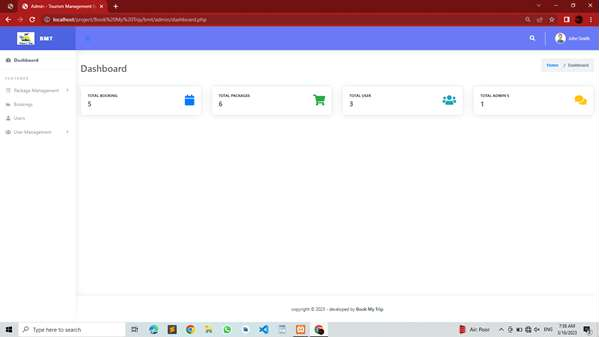 Admin - Tourism Management S
localhost/project/Book%20My%20Trip/bmt/admin/dashboard.php
BMT
John Smith
Dashboard
Dashboard
Home / Dashboard
FEATURES
Package Management
Bookings
Users
User Management
TOTAL BOOKING
5
TOTAL PACKAGES
6
TOTAL USER
3
TOTAL ADMIN S
1
copyright © 2023 - developed by Book My Trip
Type here to search
Air: Poor
ENG
7:38 AM
3/16/2023